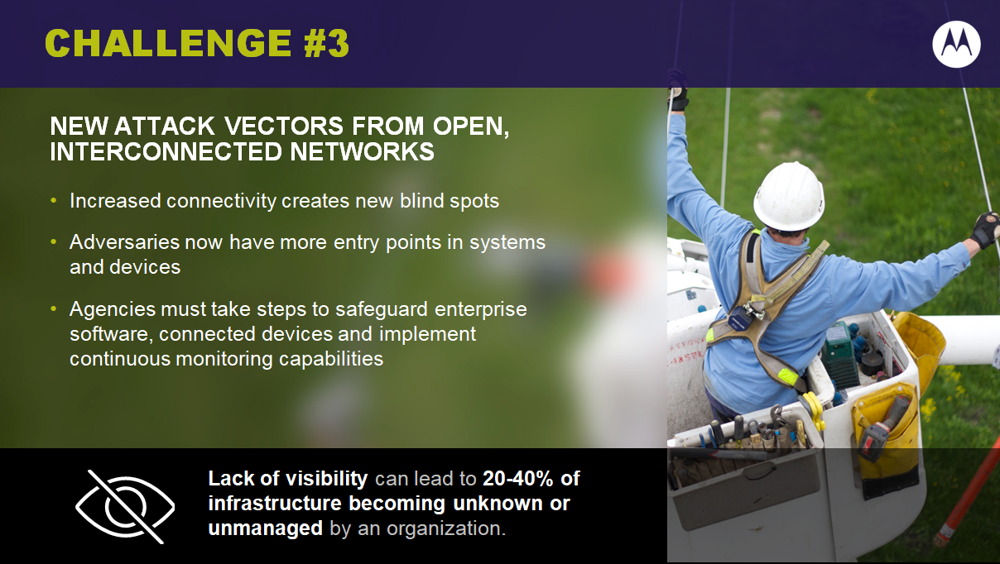 CHALLENGE #3
NEW ATTACK VECTORS FROM OPEN,
INTERCONNECTED NETWORKS
• Increased connectivity creates new blind spots
• Adversaries now have more entry points in systems
and devices
• Agencies must take steps to safeguard enterprise
software, connected devices and implement
continuous monitoring capabilities
Lack of visibility can lead to 20-40% of
infrastructure becoming unknown or
unmanaged by an organization.